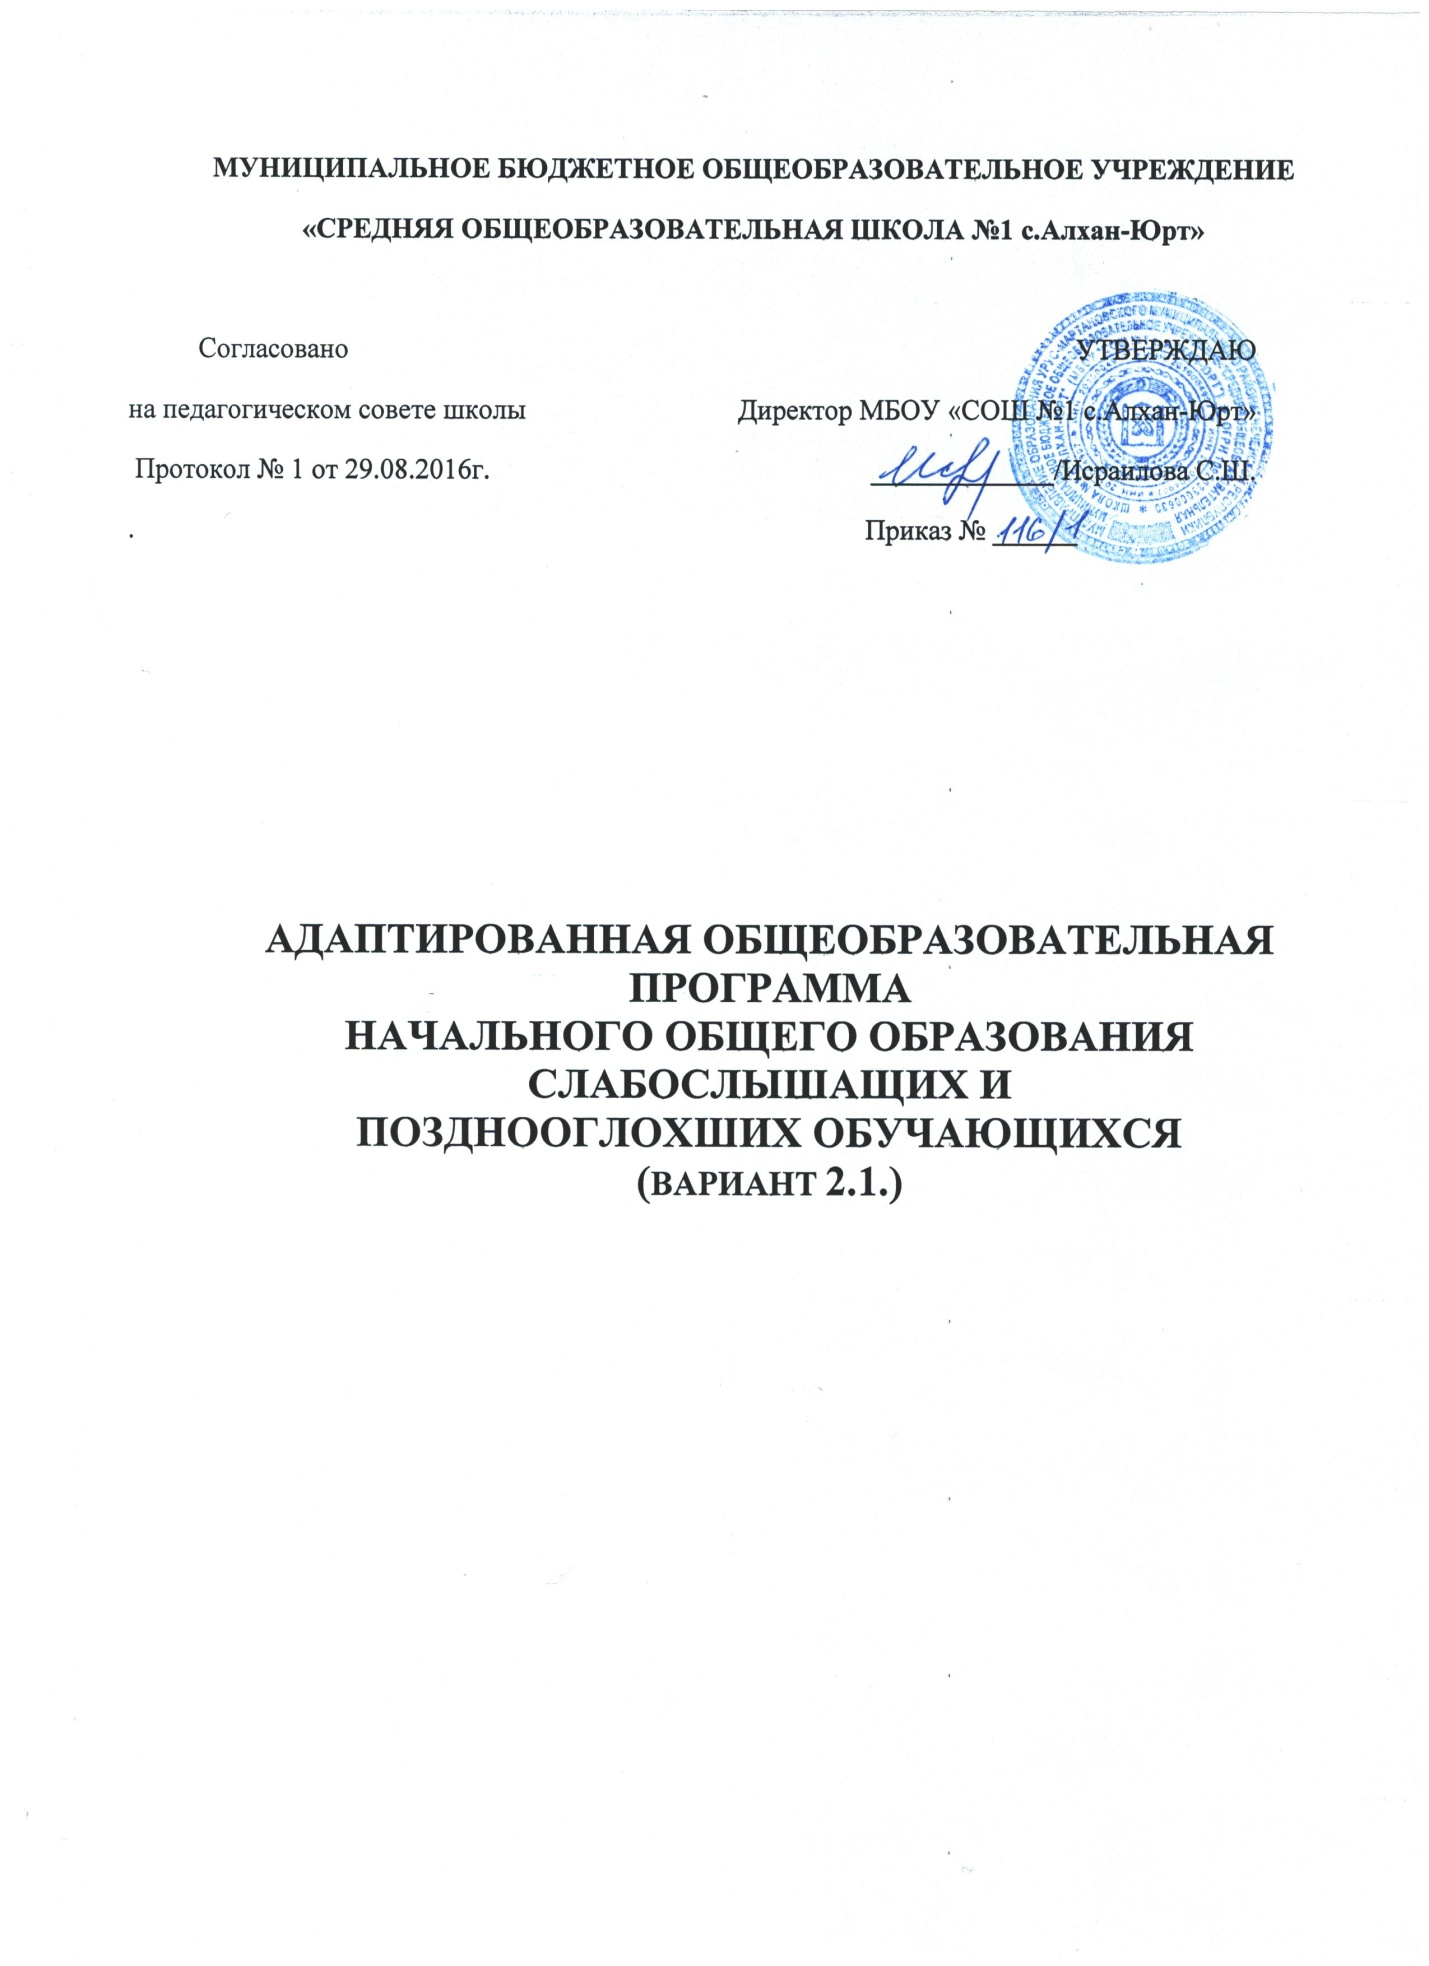 МУНИЦИПАЛЬНОЕ БЮДЖЕТНОЕ ОБЩЕОБРАЗОВАТЕЛЬНОЕ УЧРЕЖДЕНИЕ
«СРЕДНЯЯ ОБЩЕОБРАЗОВАТЕЛЬНАЯ ШКОЛА №1 с.Алхан-Юрт»
Согласовано
УТВЕРЖДАЮ
на педагогическом совете школы
Директор МБОУ «СОШ №1 с.Алхан-Юрт»
Протокол № 1 от 29.08.2016г.
/Исраилова С.Ш.
.
Приказ № 116/1
АДАПТИРОВАННАЯ ОБЩЕОБРАЗОВАТЕЛЬНАЯ
ПРОГРАММА
НАЧАЛЬНОГО ОБЩЕГО ОБРАЗОВАНИЯ
СЛАБОСЛЫШАЩИХ И
ПОЗДНООГЛОХШИХ ОБУЧАЮЩИХСЯ
(ВАРИАНТ 2.1.)